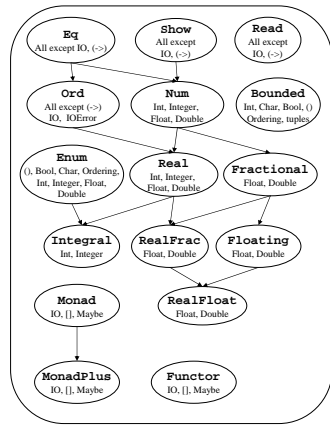 Eq
All except IO, (->)
Show
All except
IO, (->)
Read
All except
IO, (->)
Ord
All except (->)
IO, IOError
Num
Int, Integer,
Float, Double
Bounded
Int, Char, Bool, ()
Ordering, tuples
Enum
(), Bool, Char, Ordering,
Int, Integer, Float,
Double
Real
Int, Integer,
Float, Double
Fractional
Float, Double
Integral
Int, Integer
RealFrac
Float, Double
Floating
Float, Double
RealFloat
Float, Double
Monad
IO, [], Maybe
MonadPlus
IO, [], Maybe
Functor
IO, [], Maybe